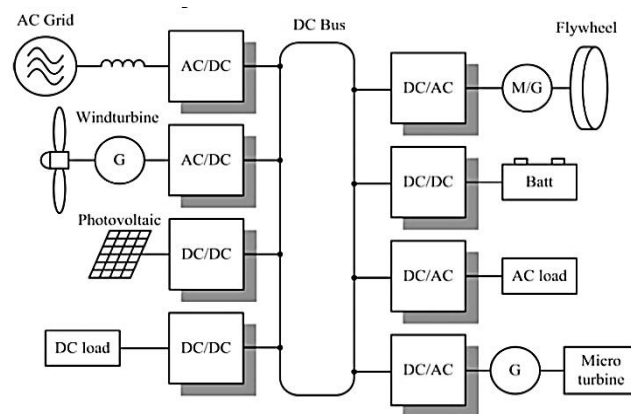 AC Grid
DC Bus
Flywheel
AC/DC
DC/AC
M/G
Windturbine
G
AC/DC
DC/DC
Batt
Photovoltaic
DC/DC
DC/AC
AC load
DC load
DC/DC
DC/AC
G
Micro
turbine